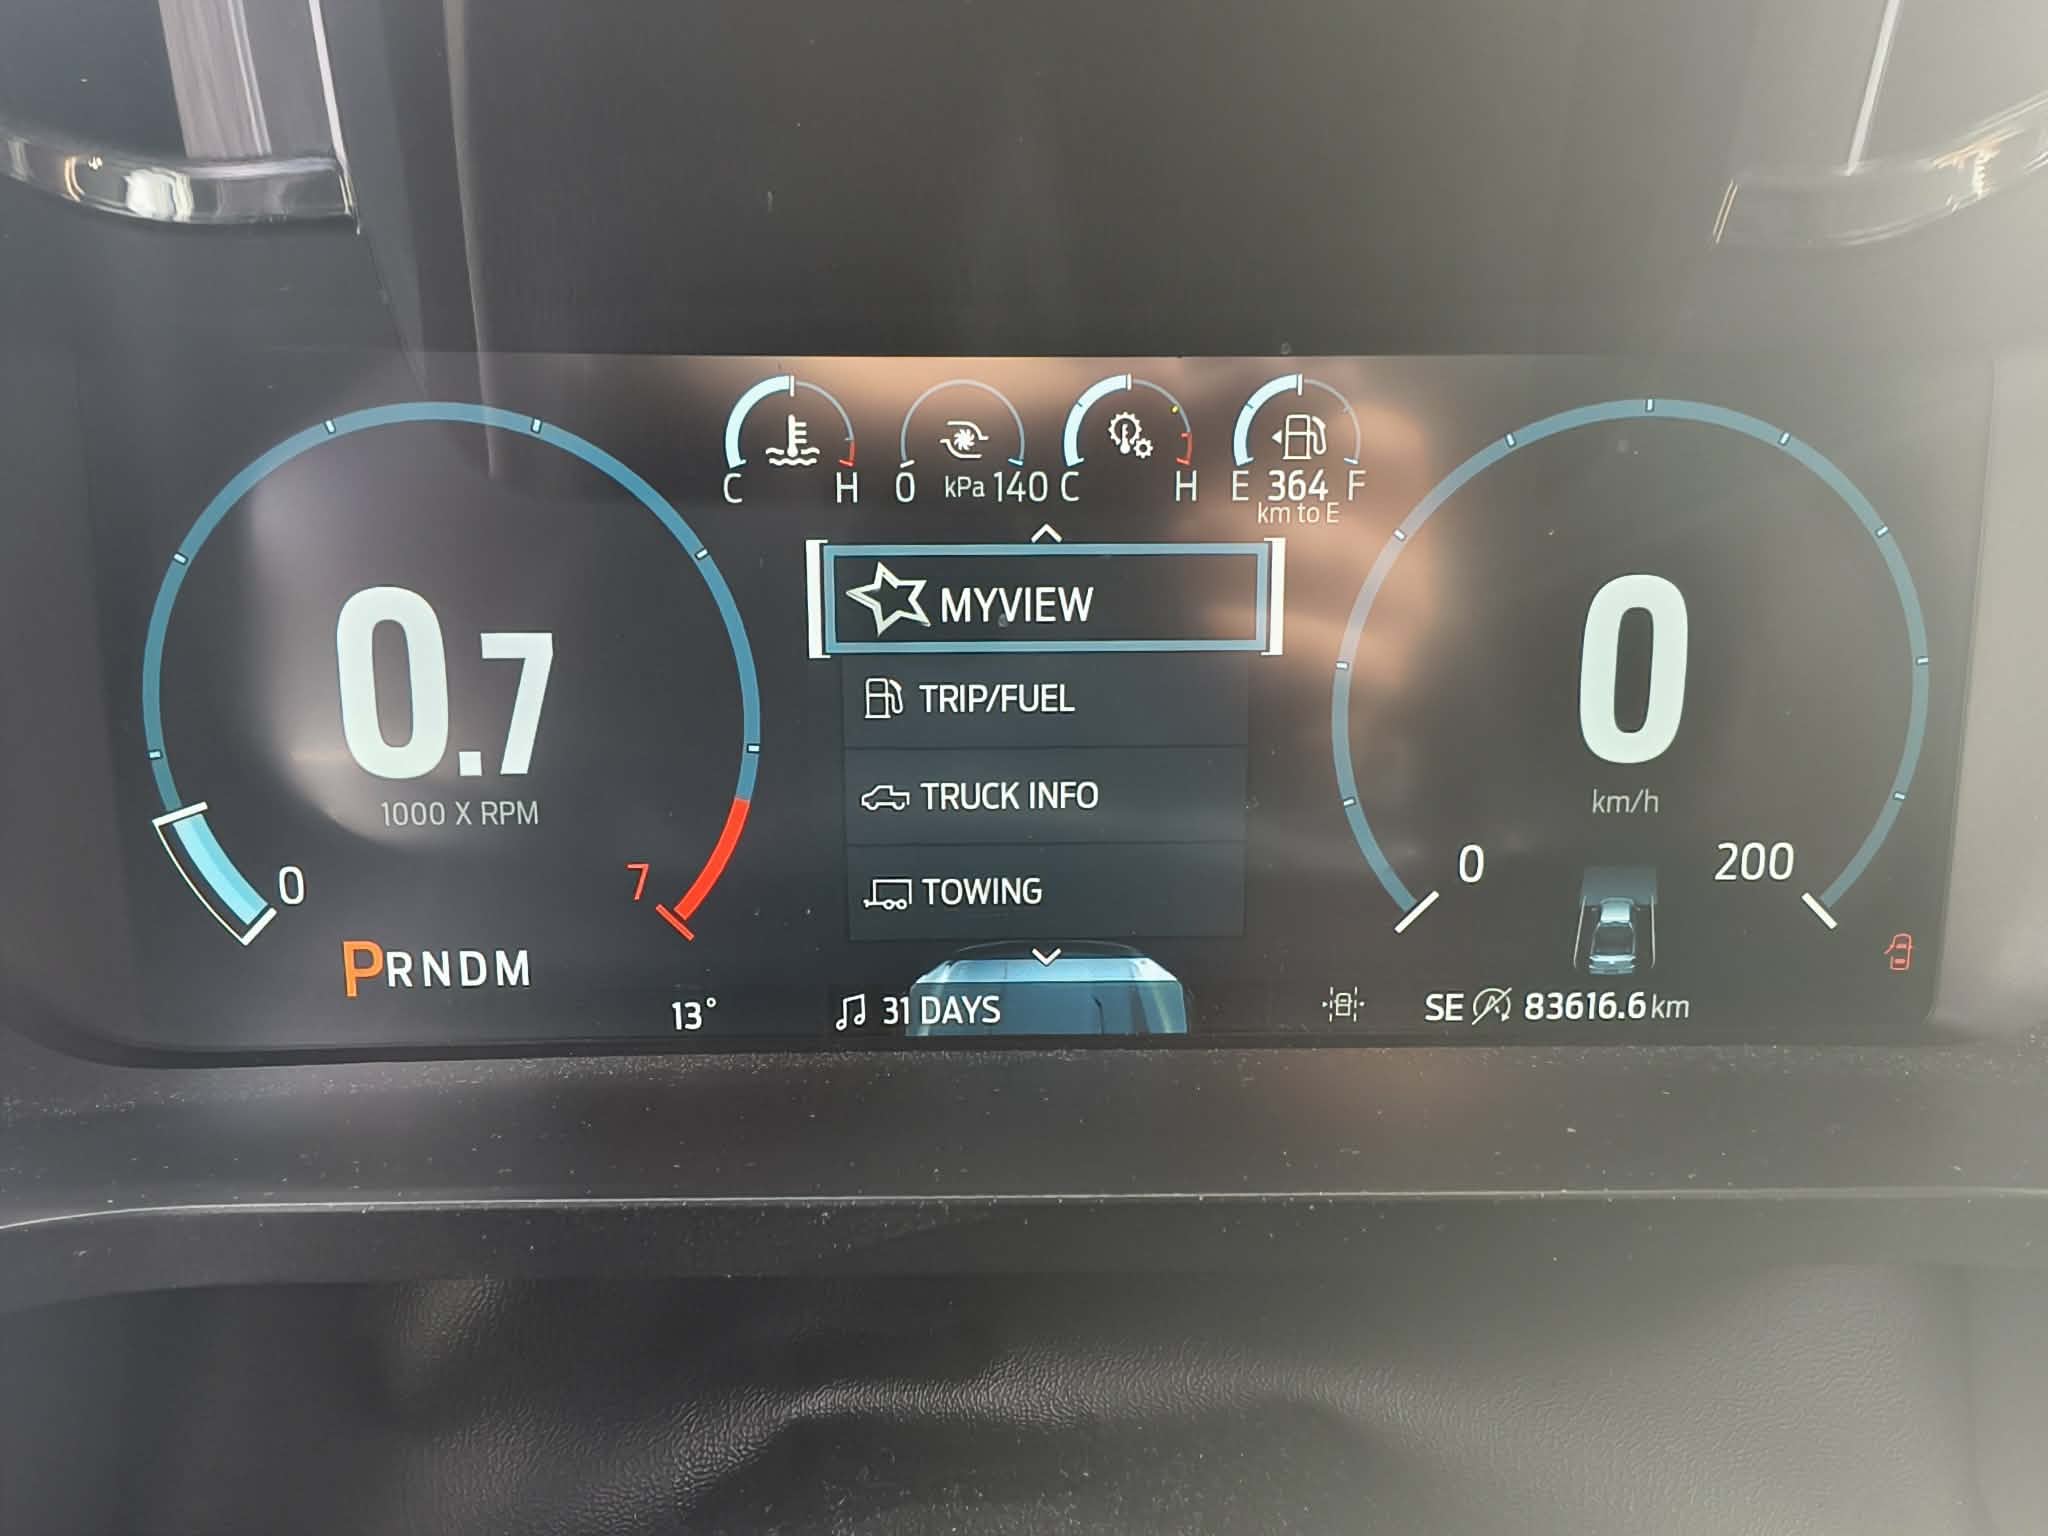 C H 0 kPa 140 C H E 364 F
km to E
MYVIEW
TRIP/FUEL
TRUCK INFO
TOWING
0.7
1000 X RPM
0 7
PRNDM
0
km/h
0 200
13° 31 DAYS SE A 83616.6 km